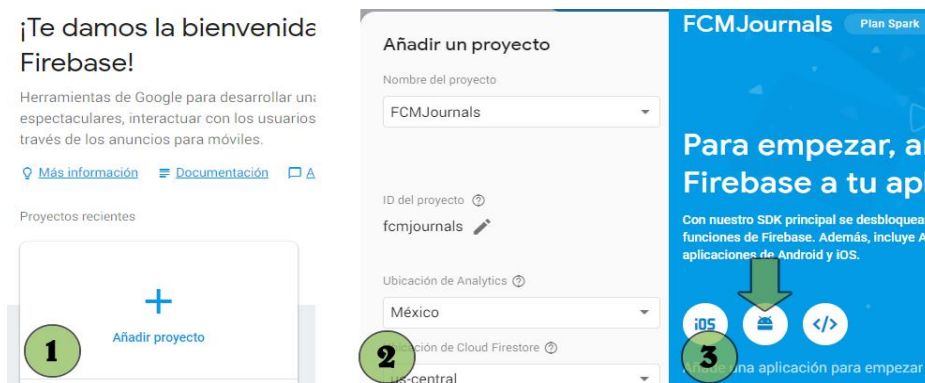 ¡Te damos la bienvenida
Firebase!
Herramientas de Google para desarrollar una
espectaculares, interactuar con los usuarios
través de los anuncios para móviles.
Más información Documentación A
Proyectos recientes
Añadir proyecto
1
Añadir un proyecto
Nombre del proyecto
FCMJournals
ID del proyecto
fcmjournals
Ubicación de Analytics
México
ación de Cloud Firestore
us-central
2
FCMJournals Plan Spark
Para empezar, a
Firebase a tu ap
Con nuestro SDK principal se desbloquea
funciones de Firebase. Además, incluye A
aplicaciones de Android y iOS.
iOS </>
3
na aplicación para empezar